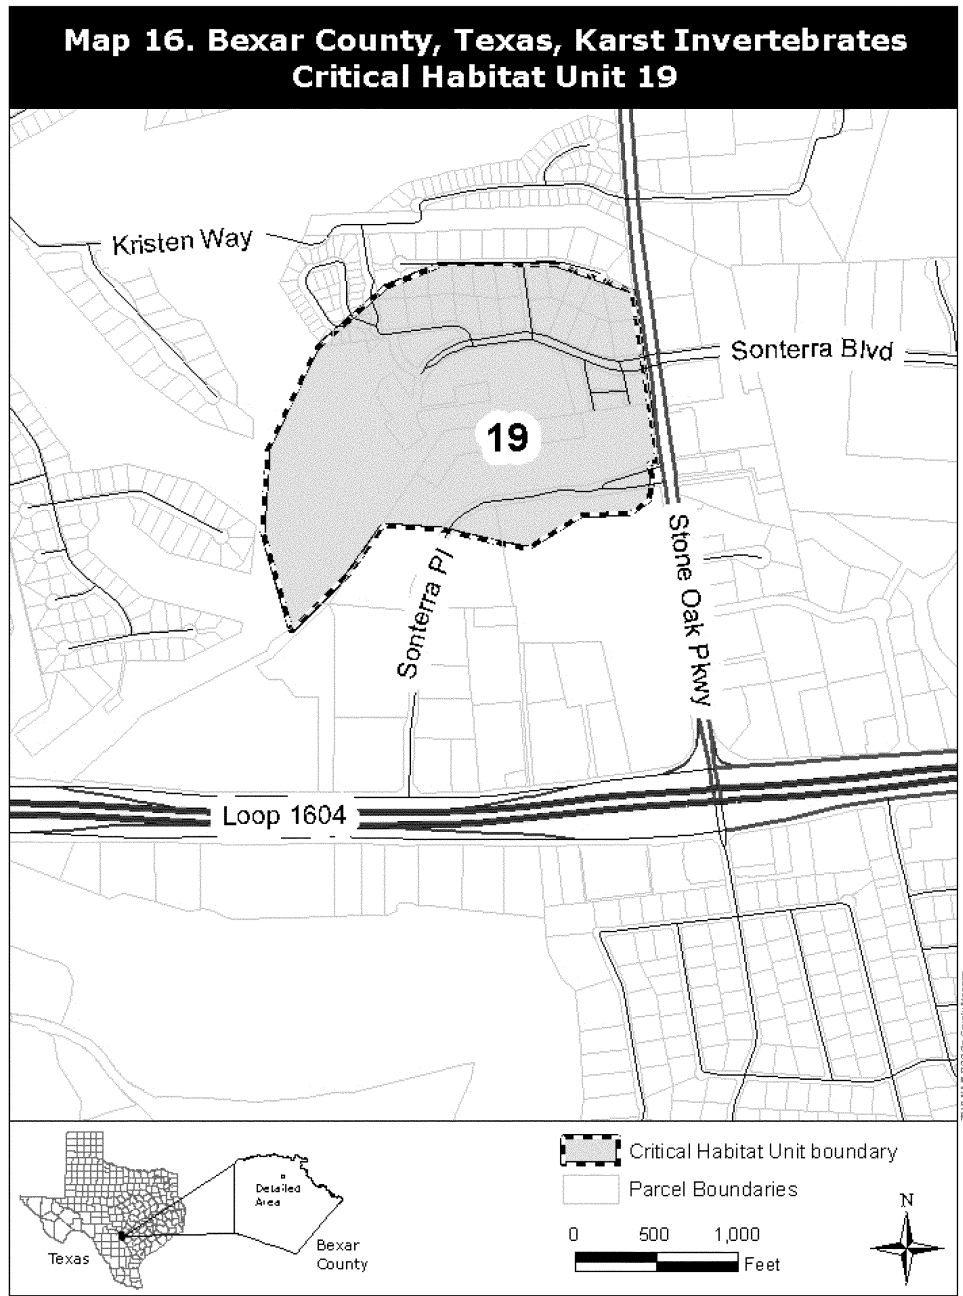 Map 16. Bexar County, Texas, Karst Invertebrates
Critical Habitat Unit 19
Kristen Way
Sonterra Blvd
19
Stone Oak Pkwy
Sonterra Pl
Loop 1604
Texas
Detailed
Area
Bexar
County
Critical Habitat Unit boundary
Parcel Boundaries
0 500 1,000
Feet
N